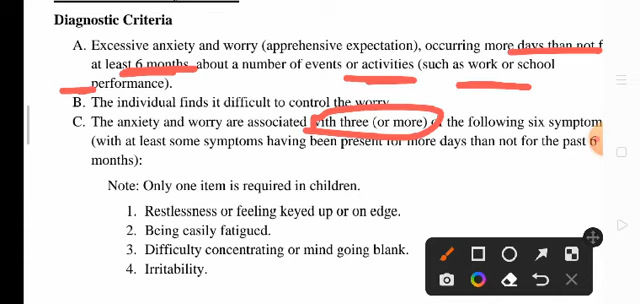 Diagnostic Criteria
A. Excessive anxiety and worry (apprehensive expectation), occurring more days than not f
at least 6 months about a number of events or activities (such as work or school
performance).
B. The individual finds it difficult to control the worry
C. The anxiety and worry are associated with three (or more) the following six symptom
(with at least some symptoms having been present for more days than not for the past 6
months):
Note: Only one item is required in children.
1. Restlessness or feeling keyed up or on edge.
2. Being easily fatigued.
3. Difficulty concentrating or mind going blank.
4. Irritability.